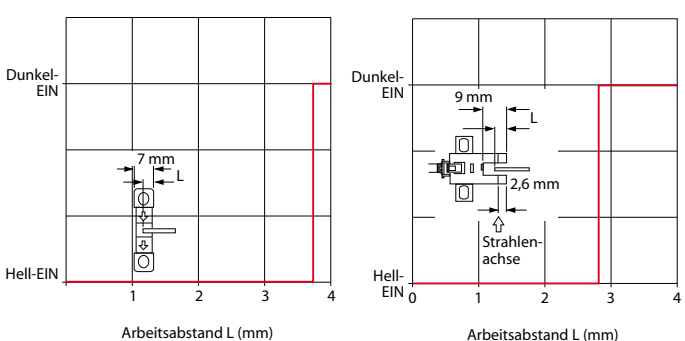 Dunkel-
EIN
7 mm
L
Hell-EIN
1 2 3 4
Arbeitsabstand L (mm)
Dunkel-
EIN
9 mm
L
2,6 mm
Strahlen-
achse
Hell-
EIN
0 1 2 3 4
Arbeitsabstand L (mm)